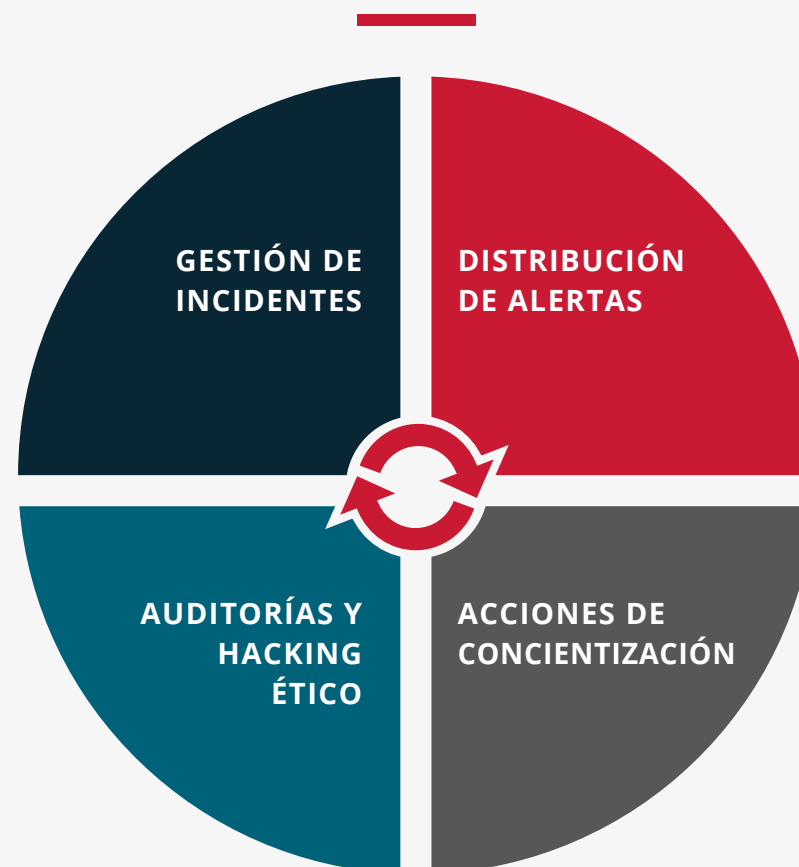 GESTIÓN DE
INCIDENTES
DISTRIBUCIÓN
DE ALERTAS
AUDITORÍAS Y
HACKING
ÉTICO
ACCIONES DE
CONCIENTIZACIÓN